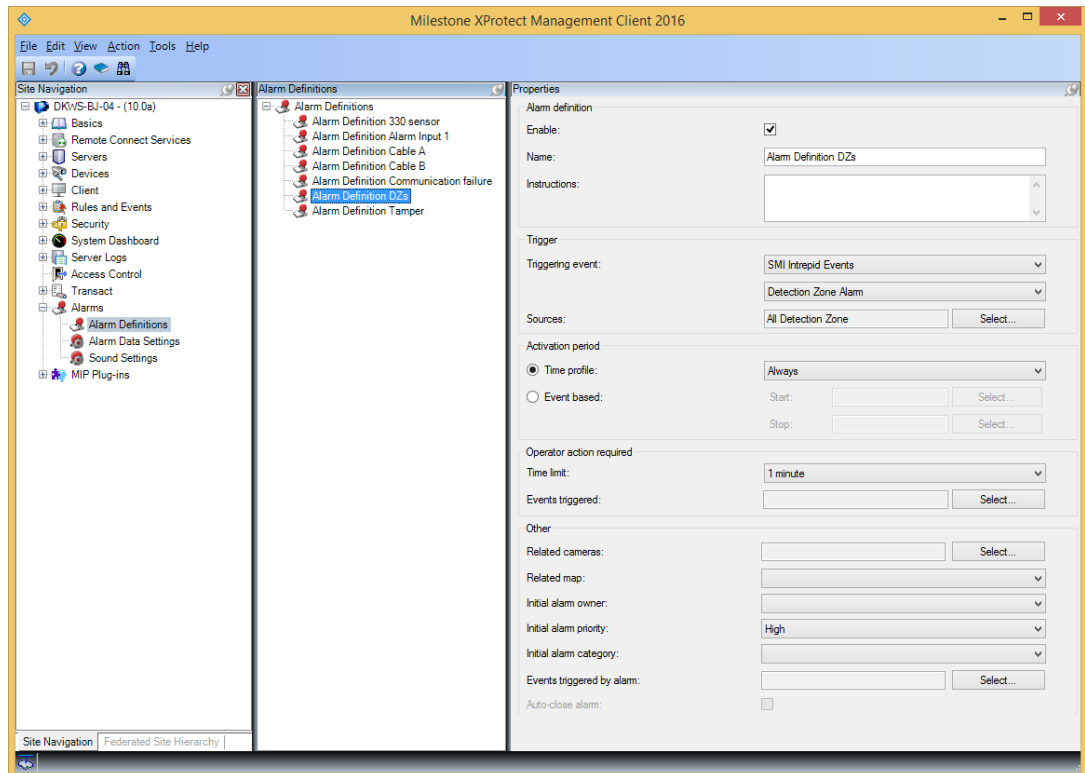 Milestone XProtect Management Client 2016
File Edit View Action Tools Help
Site Navigation
DKWS-BJ-04 - (10.0a)
Basics
Remote Connect Services
Servers
Devices
Client
Rules and Events
Security
System Dashboard
Server Logs
Access Control
Transact
Alarms
Alarm Definitions
Alarm Data Settings
Sound Settings
MIP Plug-ins
Site Navigation Federated Site Hierarchy
Alarm Definitions
Alarm Definitions
Alarm Definition 330 sensor
Alarm Definition Alarm Input 1
Alarm Definition Cable A
Alarm Definition Cable B
Alarm Definition Communication failure
Alarm Definition DZs
Alarm Definition Tamper
Properties
Alarm definition
Enable:
Name: Alarm Definition DZs
Instructions:
Trigger
Triggering event: SMI Intrepid Events
Detection Zone Alarm
Sources: All Detection Zone Select...
Activation period
Time profile: Always
Event based: Start: Select...
Stop: Select...
Operator action required
Time limit: 1 minute
Events triggered: Select...
Other
Related cameras: Select...
Related map:
Initial alarm owner:
Initial alarm priority: High
Initial alarm category:
Events triggered by alarm: Select...
Auto-close alarm: